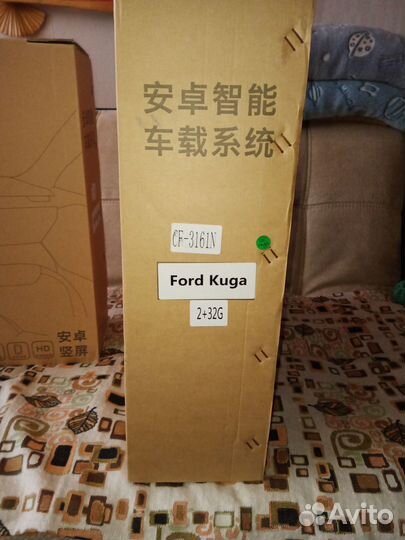 安卓智能
车载系统
CF-3161N
Ford Kuga
2+32G
D HD
安卓
竖屏
Avito